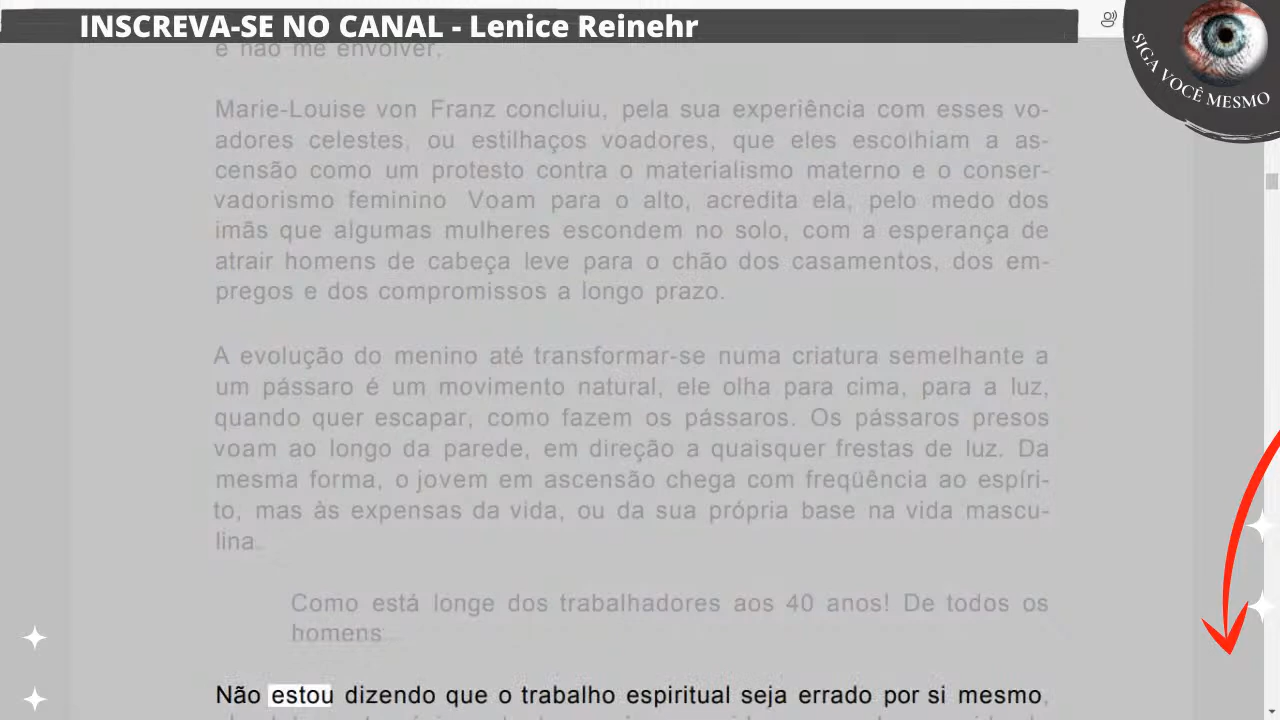 INSCREVA-SE NO CANAL - Lenice Reinehr
SIGA VOCÊ MESMO
e não me envolver.
Marie-Louise von Franz concluiu, pela sua experiência com esses vo-
adores celestes, ou estilhaços voadores, que eles escolhiam a as-
censão como um protesto contra o materialismo materno e o conser-
vadorismo feminino Voam para o alto, acredita ela, pelo medo dos
imãs que algumas mulheres escondem no solo, com a esperança de
atrair homens de cabeça leve para o chão dos casamentos, dos em-
pregos e dos compromissos a longo prazo.
A evolução do menino até transformar-se numa criatura semelhante a
um pássaro é um movimento natural, ele olha para cima, para a luz,
quando quer escapar, como fazem os pássaros. Os pássaros presos
voam ao longo da parede, em direção a quaisquer frestas de luz. Da
mesma forma, o jovem em ascensão chega com freqüência ao espíri-
to, mas às expensas da vida, ou da sua própria base na vida mascu-
lina.
Como está longe dos trabalhadores aos 40 anos! De todos os
homens
Não estou dizendo que o trabalho espiritual seja errado por si mesmo,